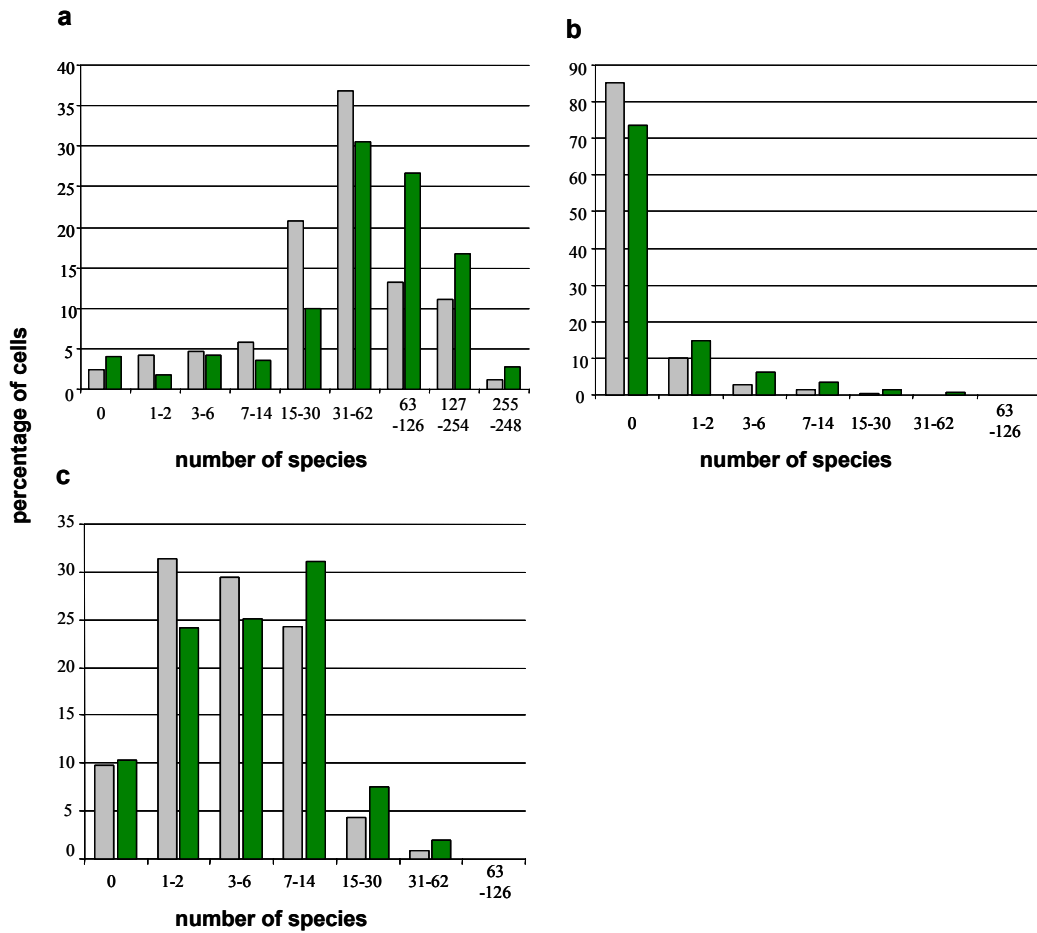 a
40
35
30
25
20
15
10
5
0
0 1-2 3-6 7-14 15-30 31-62 63 127 255
-126 -254 -248
number of species
b
90
80
70
60
50
40
30
20
10
0
0 1-2 3-6 7-14 15-30 31-62 63
-126
number of species
percentage of cells
c
35
30
25
20
15
10
5
0
0 1-2 3-6 7-14 15-30 31-62 63
-126
number of species